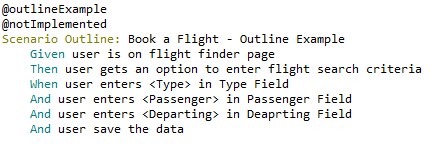 @outlineExample
@notImplemented
Scenario Outline: Book a Flight - Outline Example
Given user is on flight finder page
Then user gets an option to enter flight search criteria
When user enters <Type> in Type Field
And user enters <Passenger> in Passenger Field
And user enters <Departing> in Deaprting Field
And user save the data